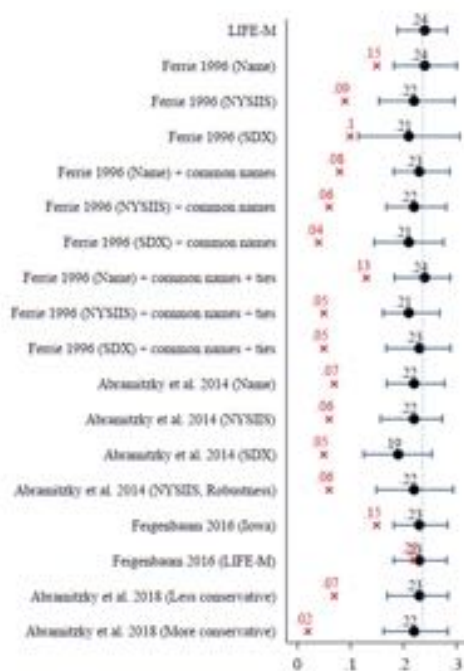 LIFE-M .24
Ferrie 1996 (Name) .15 .24
Ferrie 1996 (NYSIIS) .09 .22
Ferrie 1996 (SDX) .1 .21
Ferrie 1996 (Name) + common names .08 .23
Ferrie 1996 (NYSIIS) + common names .06 .22
Ferrie 1996 (SDX) + common names .04 .21
Ferrie 1996 (Name) + common names + ties .13 .24
Ferrie 1996 (NYSIIS) + common names + ties .05 .21
Ferrie 1996 (SDX) + common names + ties .05 .23
Abramitzky et al. 2014 (Name) .07 .22
Abramitzky et al. 2014 (NYSIIS) .06 .22
Abramitzky et al. 2014 (SDX) .05 .19
Abramitzky et al. 2014 (NYSIIS, Robustness) .06 .22
Feigenbaum 2016 (Iowa) .15 .23
Feigenbaum 2016 (LIFE-M)
Abramitzky et al. 2018 (Less conservative) .07 .23
Abramitzky et al. 2018 (More conservative) .02 .22
0 .1 .2 .3